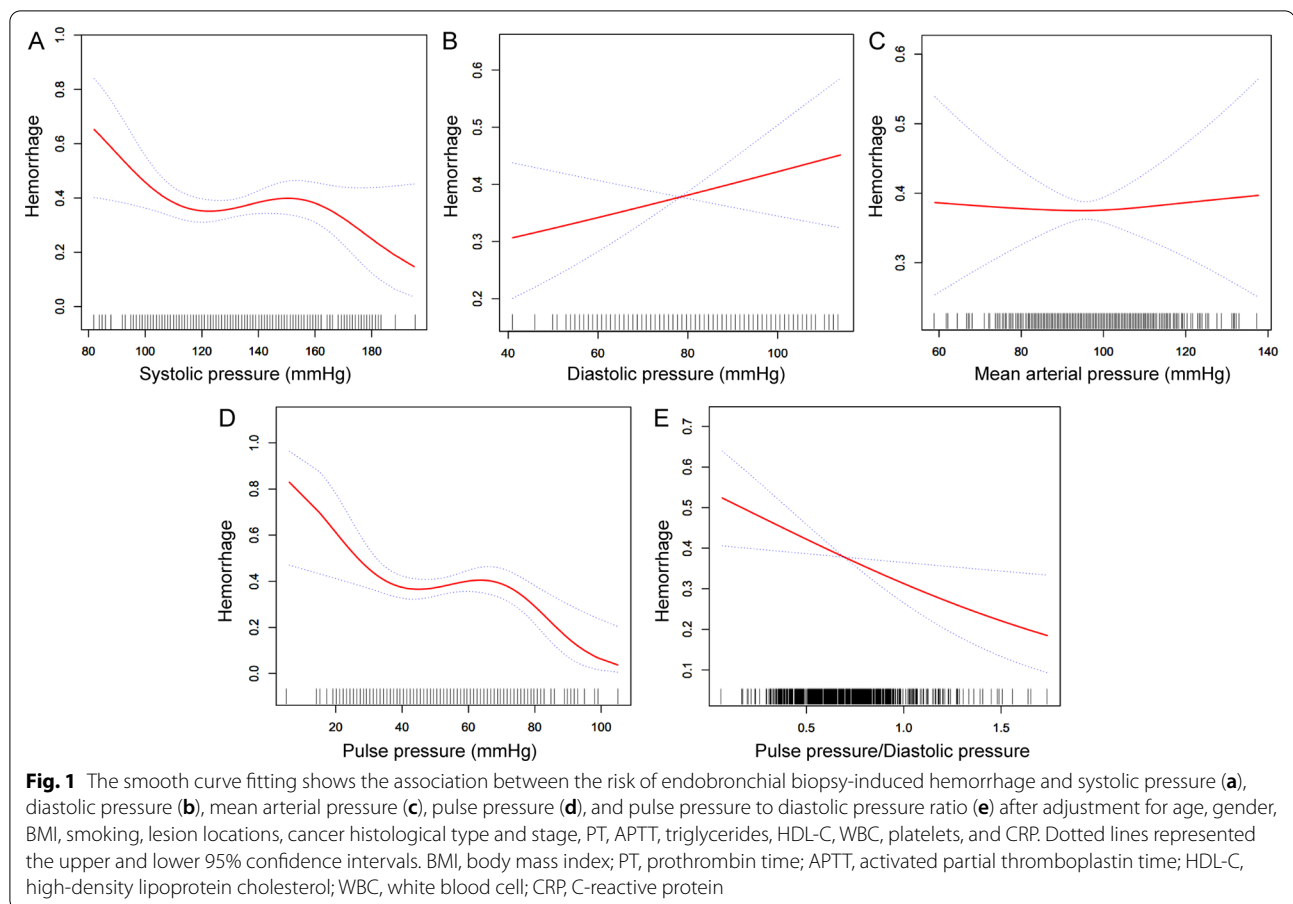 A
Hemorrhage
1.0
0.8
0.6
0.4
0.2
0.0
80 100 120 140 160 180
Systolic pressure (mmHg)
B
Hemorrhage
0.6
0.5
0.4
0.3
0.2
40 60 80 100
Diastolic pressure (mmHg)
C
Hemorrhage
0.6
0.5
0.4
0.3
60 80 100 120 140
Mean arterial pressure (mmHg)
D
Hemorrhage
1.0
0.8
0.6
0.4
0.2
0.0
20 40 60 80 100
Pulse pressure (mmHg)
E
Hemorrhage
0.7
0.6
0.5
0.4
0.3
0.2
0.1
0.5 1.0 1.5
Pulse pressure/Diastolic pressure
Fig. 1 The smooth curve fitting shows the association between the risk of endobronchial biopsy-induced hemorrhage and systolic pressure (a),
diastolic pressure (b), mean arterial pressure (c), pulse pressure (d), and pulse pressure to diastolic pressure ratio (e) after adjustment for age, gender,
BMI, smoking, lesion locations, cancer histological type and stage, PT, APTT, triglycerides, HDL-C, WBC, platelets, and CRP. Dotted lines represented
the upper and lower 95% confidence intervals. BMI, body mass index; PT, prothrombin time; APTT, activated partial thromboplastin time; HDL-C,
high-density lipoprotein cholesterol; WBC, white blood cell; CRP, C-reactive protein